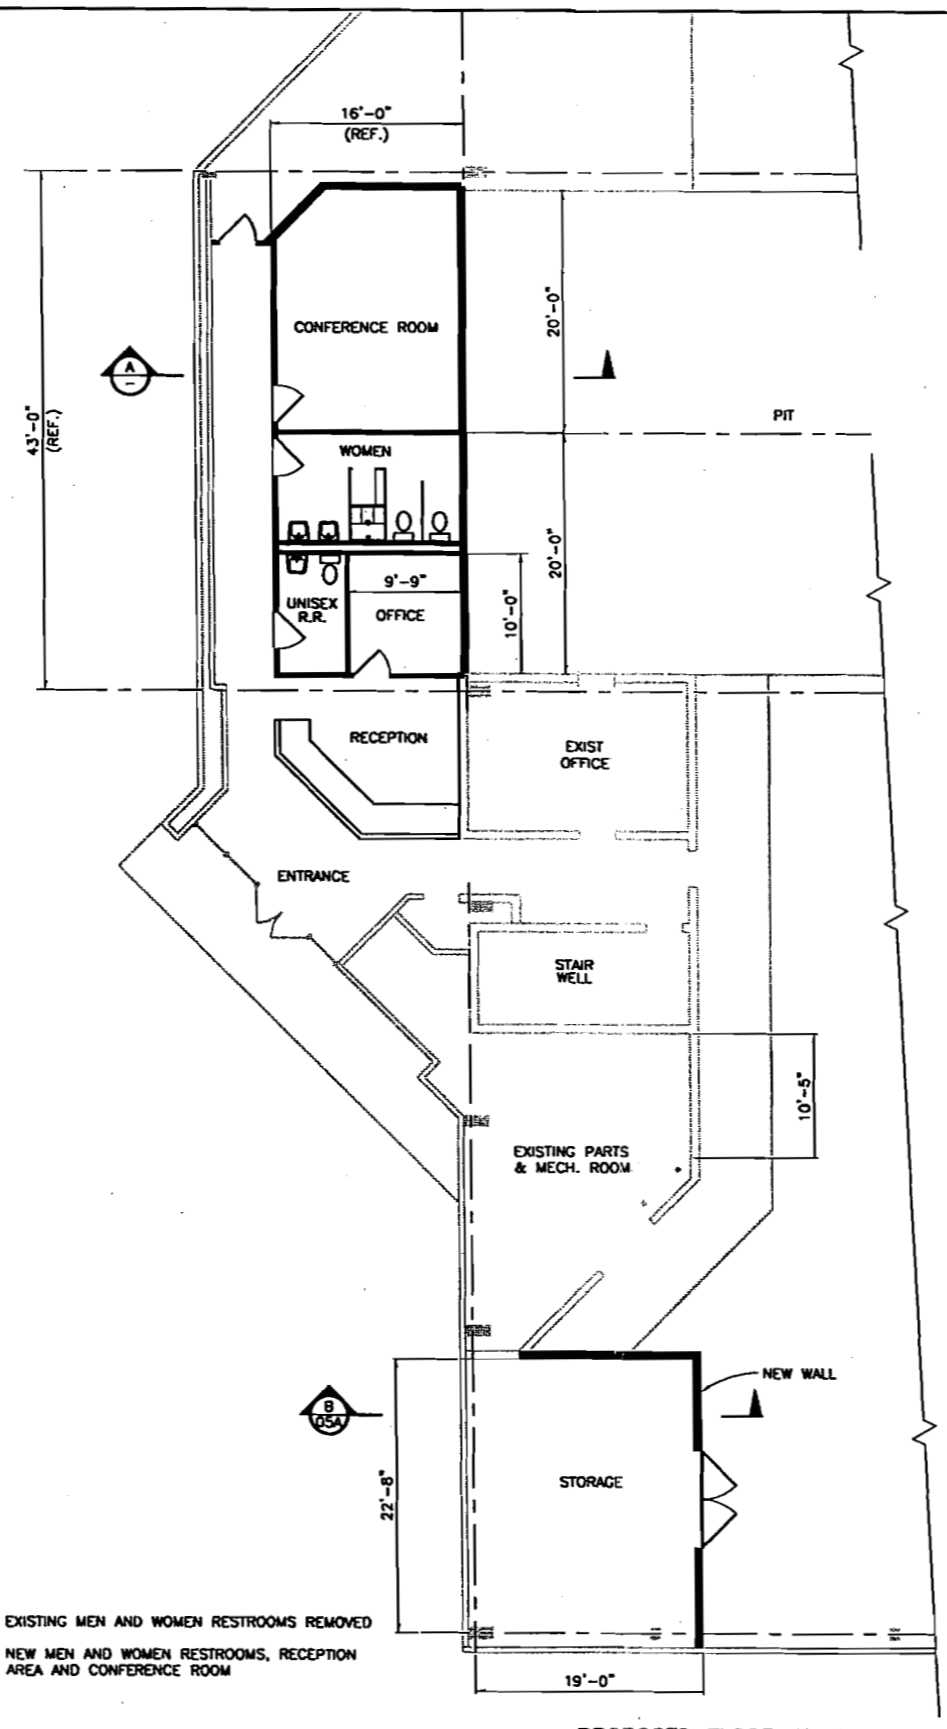 16'-0"
(REF.)
CONFERENCE ROOM
20'-0"
A
–
43'-0"
(REF.)
PIT
WOMEN
20'-0"
9'-9"
10'-0"
UNISEX
R.R.
OFFICE
RECEPTION
EXIST
OFFICE
ENTRANCE
STAIR
WELL
10'-5"
EXISTING PARTS
& MECH. ROOM
NEW WALL
B
05A
22'-8"
STORAGE
EXISTING MEN AND WOMEN RESTROOMS REMOVED
NEW MEN AND WOMEN RESTROOMS, RECEPTION
AREA AND CONFERENCE ROOM
19'-0"